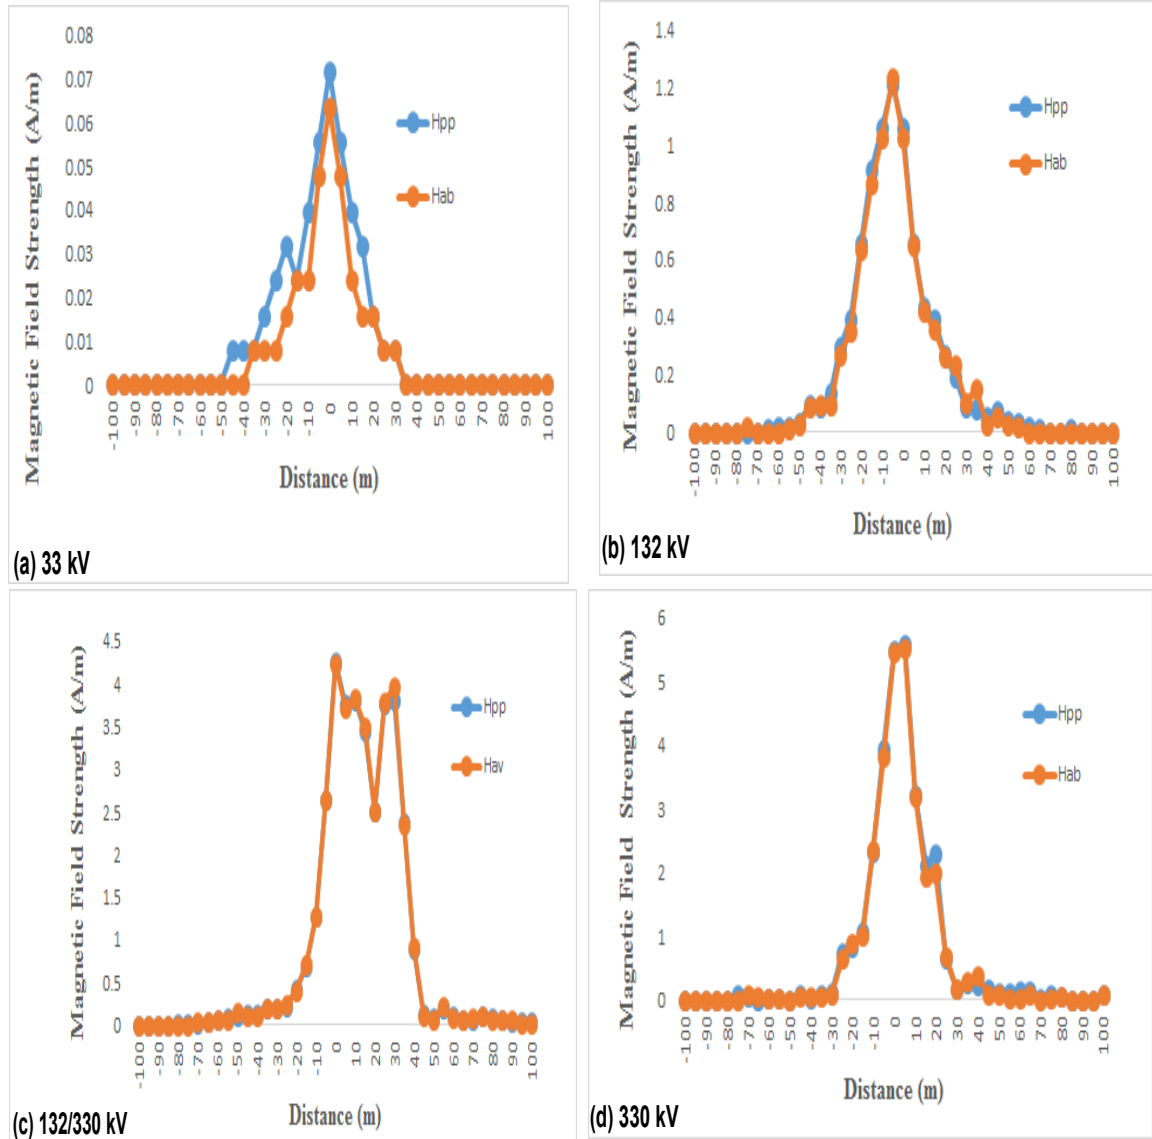 Magnetic Field Strength (A/m)
0.08
0.07
0.06
0.05
0.04
0.03
0.02
0.01
0
Hpp
Hab
-100 -90 -80 -70 -60 -50 -40 -30 -20 -10 0 10 20 30 40 50 60 70 80 90 100
Distance (m)
(a) 33 kV
Magnetic Field Strength (A/m)
1.4
1.2
1
0.8
0.6
0.4
0.2
0
Hpp
Hab
-100 -90 -80 -70 -60 -50 -40 -30 -20 -10 0 10 20 30 40 50 60 70 80 90 100
Distance (m)
(b) 132 kV
Magnetic Field Strength (A/m)
4.5
4
3.5
3
2.5
2
1.5
1
0.5
0
Hpp
Hav
-100 -90 -80 -70 -60 -50 -40 -30 -20 -10 0 10 20 30 40 50 60 70 80 90 100
Distance (m)
(c) 132/330 kV
Magnetic Field Strength (A/m)
6
5
4
3
2
1
0
Hpp
Hab
-100 -90 -80 -70 -60 -50 -40 -30 -20 -10 0 10 20 30 40 50 60 70 80 90 100
Distance (m)
(d) 330 kV